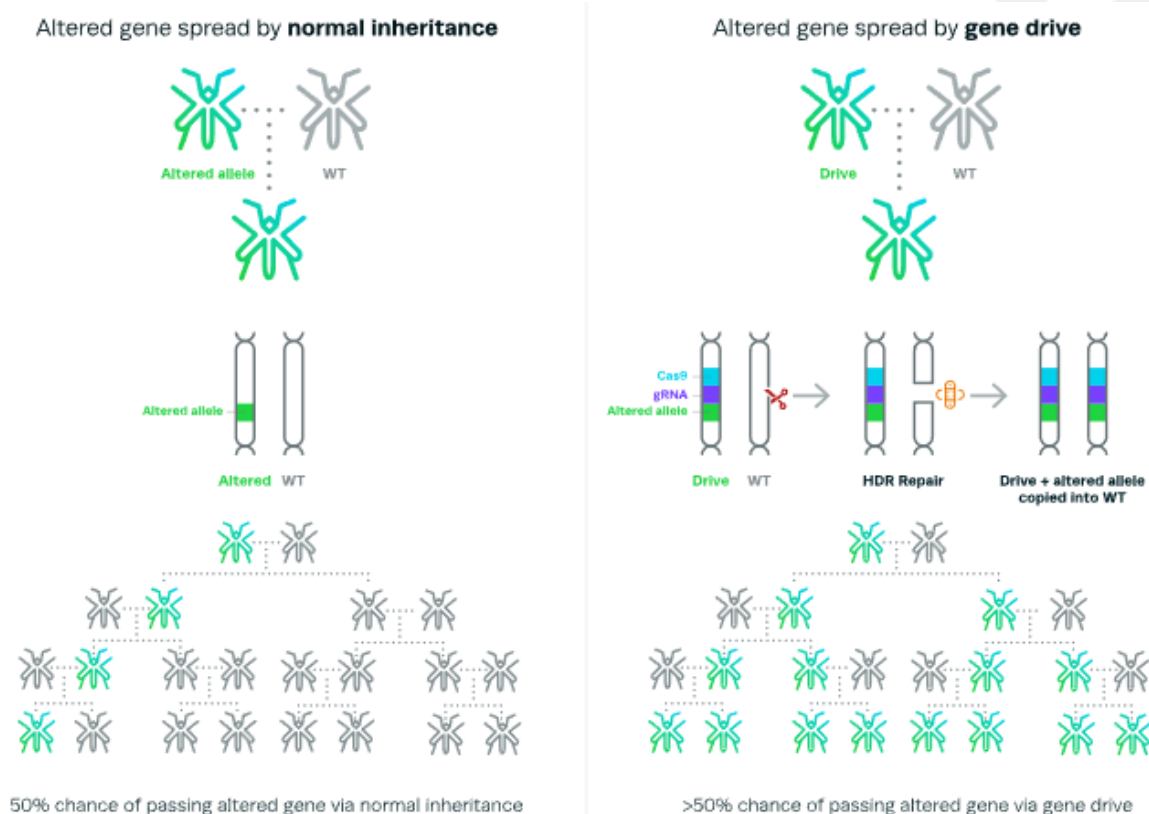 Altered gene spread by normal inheritance
Altered allele
WT
Altered allele
Altered WT
50% chance of passing altered gene via normal inheritance
Altered gene spread by gene drive
Drive
WT
Cas9
gRNA
Altered allele
Drive WT
HDR Repair
Drive + altered allele
copied into WT
>50% chance of passing altered gene via gene drive